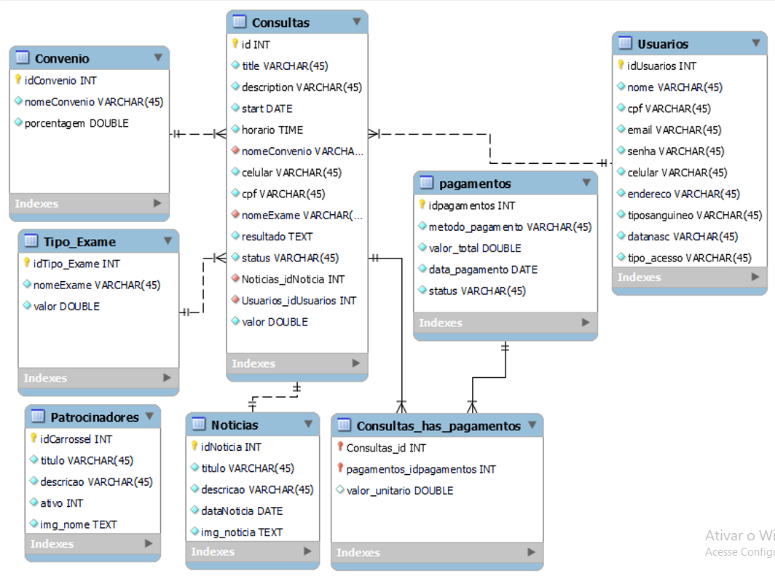 Convenio
idConvenio INT
nomeConvenio VARCHAR(45)
porcentagem DOUBLE
Indexes
Tipo_Exame
idTipo_Exame INT
nomeExame VARCHAR(45)
valor DOUBLE
Indexes
Patrocinadores
idCarrossel INT
titulo VARCHAR(45)
descricao VARCHAR(45)
ativo INT
img_nome TEXT
Indexes
Consultas
id INT
title VARCHAR(45)
description VARCHAR(45)
start DATE
horario TIME
nomeConvenio VARCHA...
celular VARCHAR(45)
cpf VARCHAR(45)
nomeExame VARCHAR(...
resultado TEXT
status VARCHAR(45)
Noticias_idNoticia INT
Usuarios_idUsuarios INT
valor DOUBLE
Indexes
Noticias
idNoticia INT
titulo VARCHAR(45)
descricao VARCHAR(45)
dataNoticia DATE
img_noticia TEXT
Indexes
pagamentos
idpagamentos INT
metodo_pagamento VARCHAR(45)
valor_total DOUBLE
data_pagamento DATE
status VARCHAR(45)
Indexes
Consultas_has_pagamentos
Consultas_id INT
pagamentos_idpagamentos INT
valor_unitario DOUBLE
Indexes
Usuarios
idUsuarios INT
nome VARCHAR(45)
cpf VARCHAR(45)
email VARCHAR(45)
senha VARCHAR(45)
celular VARCHAR(45)
endereco VARCHAR(45)
tiposanguineo VARCHAR(45)
datanasc VARCHAR(45)
tipo_acesso VARCHAR(45)
Indexes
Ativar o Wi
Acesse Configu